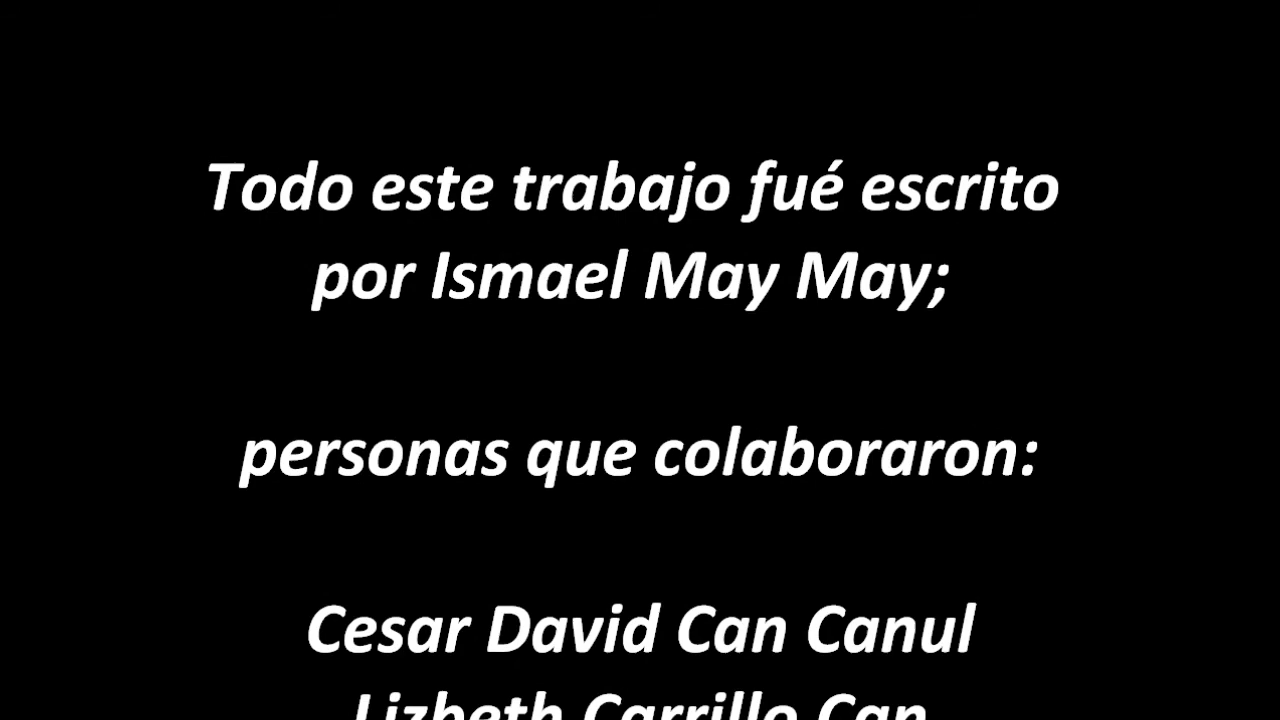 Todo este trabajo fué escrito
por Ismael May May;
personas que colaboraron:
Cesar David Can Canul
Lizbeth Carrillo Can